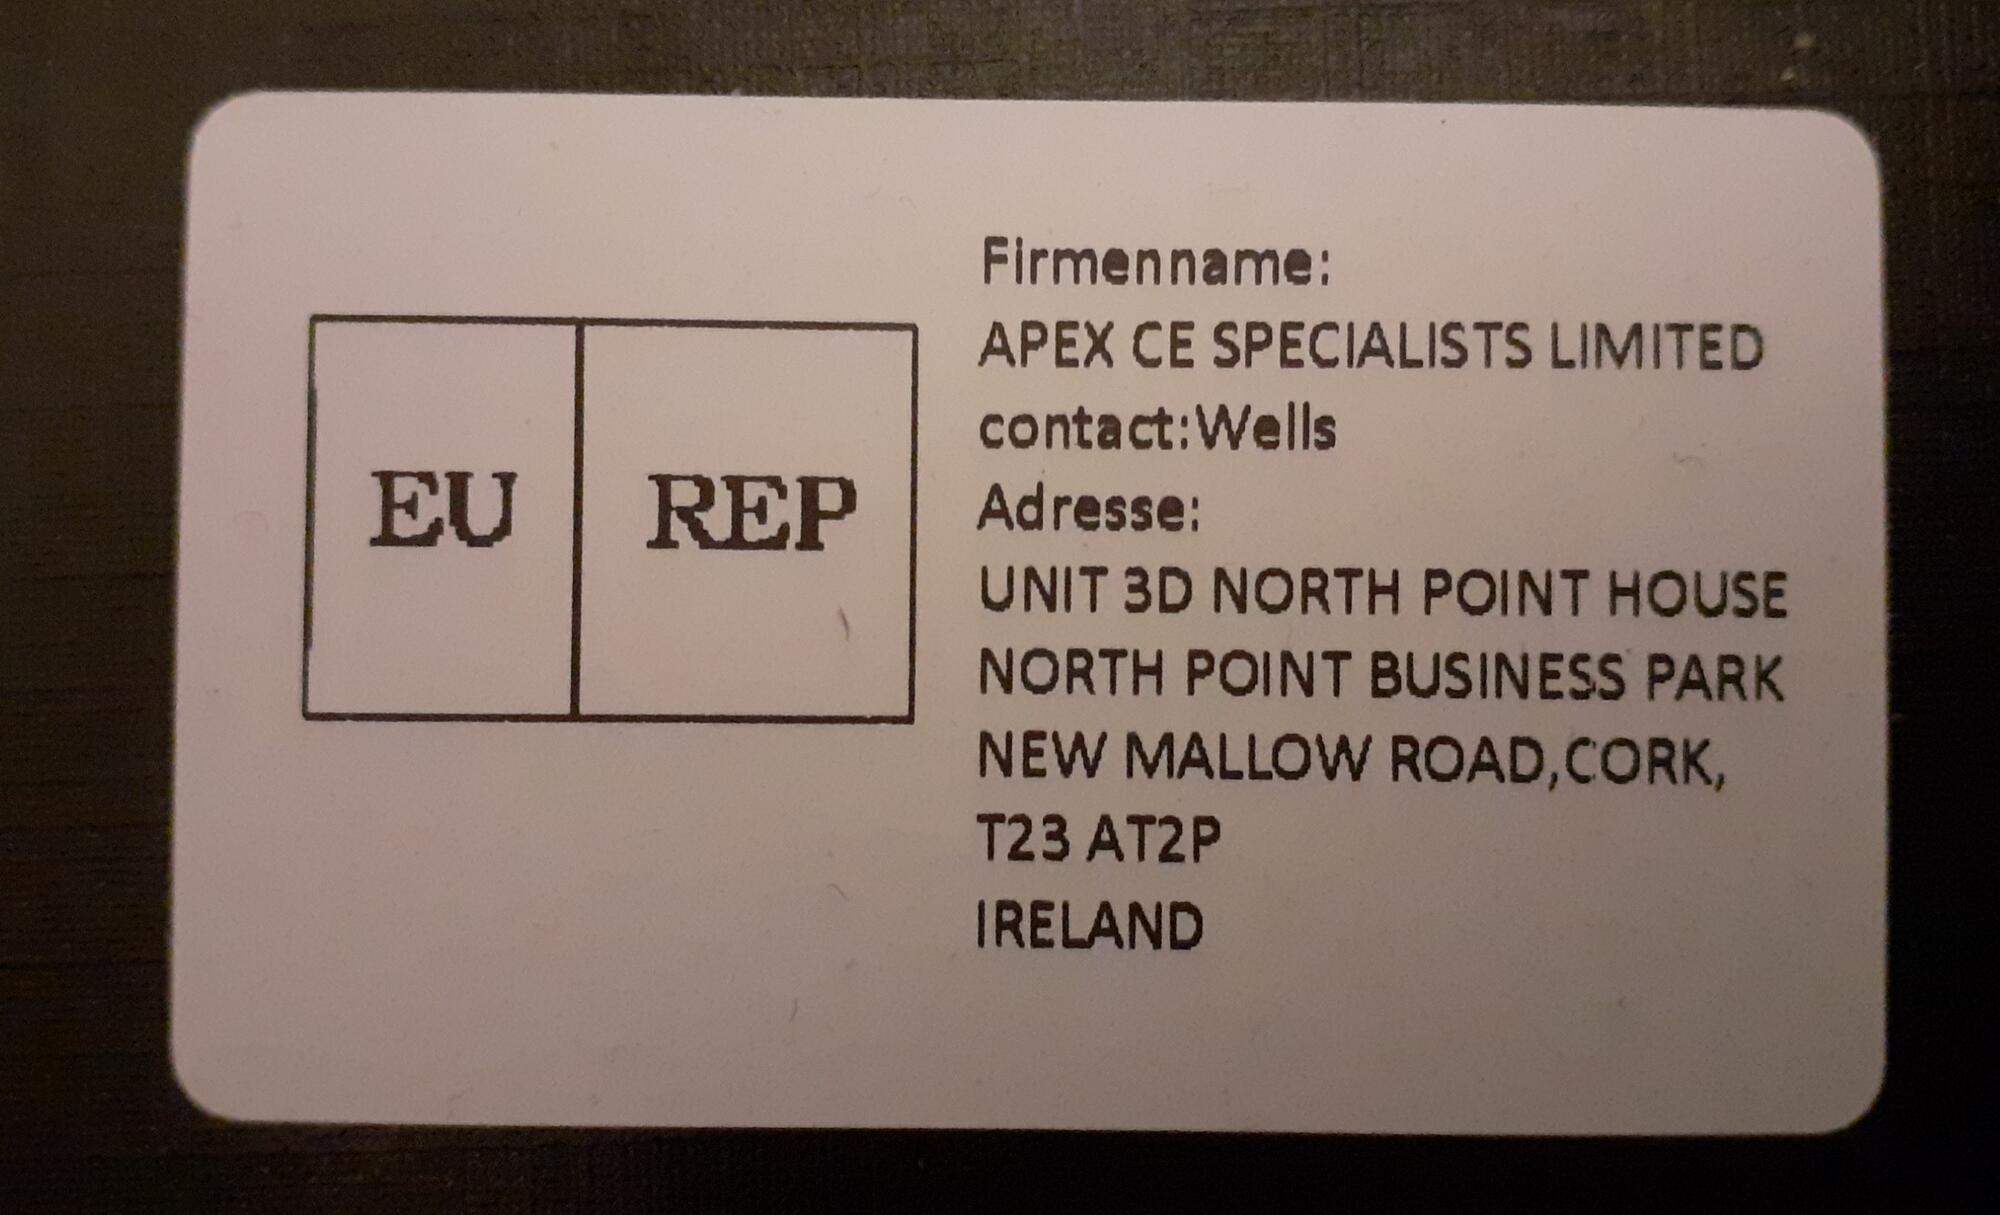 EU REP
Firmenname:
APEX CE SPECIALISTS LIMITED
contact:Wells
Adresse:
UNIT 3D NORTH POINT HOUSE
NORTH POINT BUSINESS PARK
NEW MALLOW ROAD,CORK,
T23 AT2P
IRELAND